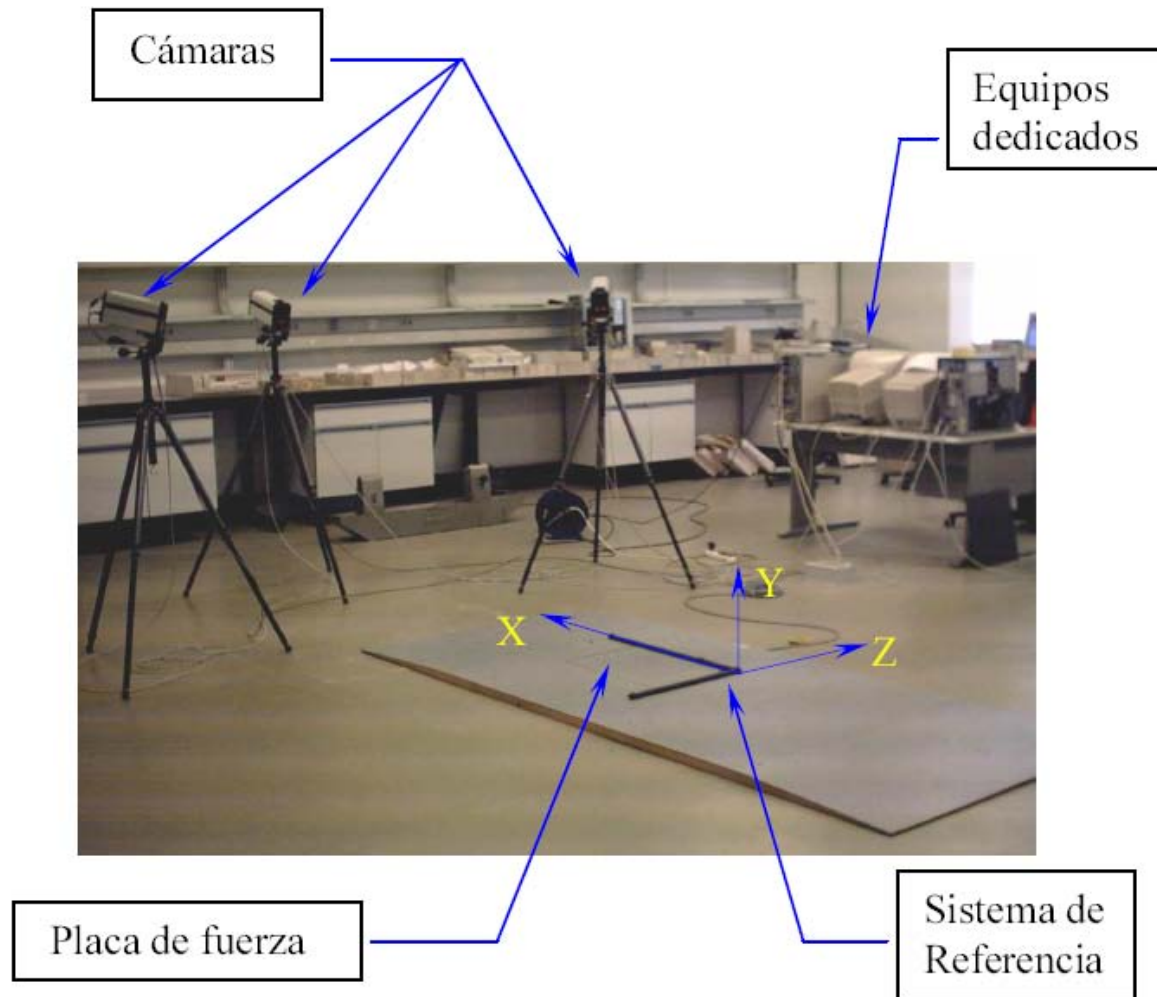 Cámaras
Equipos
dedicados
X
Y
Z
Placa de fuerza
Sistema de
Referencia